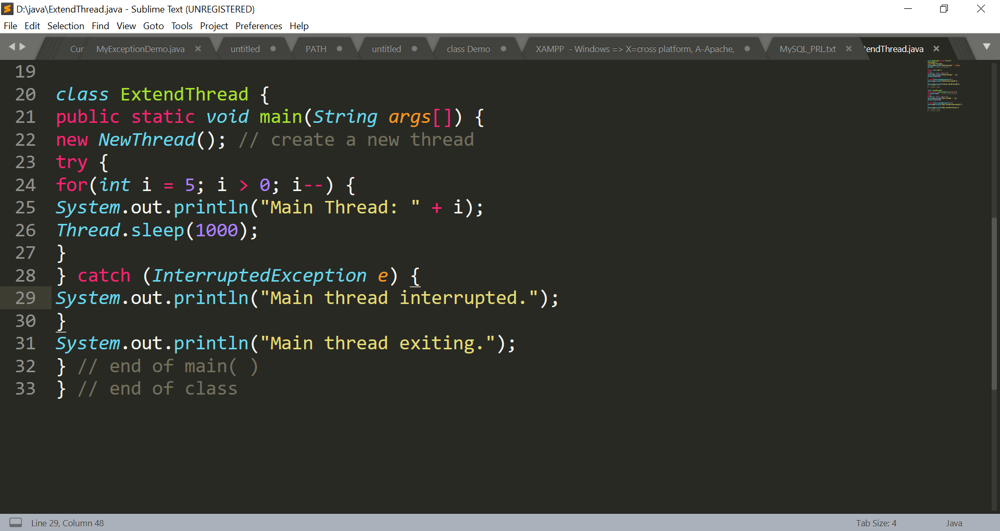 D:\java\ExtendThread.java - Sublime Text (UNREGISTERED)
File Edit Selection Find View Goto Tools Project Preferences Help
Cur MyExceptionDemo.java untitled PATH untitled class Demo XAMPP - Windows => X=cross platform, A-Apache, MySQL_PRL.txt tendThread.java
19
20 class ExtendThread {
21 public static void main(String args[]) {
22 new NewThread(); // create a new thread
23 try {
24 for(int i = 5; i > 0; i--) {
25 System.out.println("Main Thread: " + i);
26 Thread.sleep(1000);
27 }
28 } catch (InterruptedException e) {
29 System.out.println("Main thread interrupted.");
30 }
31 System.out.println("Main thread exiting.");
32 } // end of main( )
33 } // end of class
Line 29, Column 48 Tab Size: 4 Java